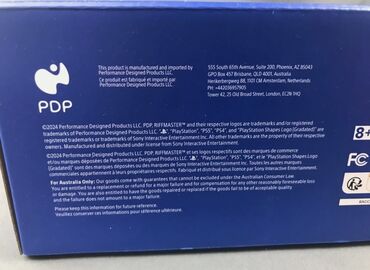 This product is manufactured and imported by
Performance Designed Products LLC.
Ce produit est fabriqué et importé par
Performance Designed Products LLC.
555 South 65th Avenue, Suite 200, Phoenix, AZ 85043
GPO Box 457 Brisbane, QLD 4001, Australia
Herikerbergweg 88, 1101 CM Amsterdam, Netherlands
PH: +442036957905
Tower 42, 25 Old Broad Street, London, EC2N 1HQ
PDP
©2024 Performance Designed Products LLC. PDP, RIFFMASTER™ and their respective logos are trademarks and/or registered
trademarks of Performance Designed Products LLC. "PlayStation", "PS5", "PS4", and "PlayStation Shapes Logo (Gradated)" are
registered trademarks or trademarks of Sony Interactive Entertainment Inc. All other trademarks are the property of their respective
owners. Manufactured and distributed under license from Sony Interactive Entertainment Inc.
©2024 Performance Designed Products LLC. PDP, RIFFMASTER™ et ses logos respectifs sont des marques de commerce
et/ou marques déposées de Performance Designed Products LLC. "PlayStation", "PS5", "PS4", et "PlayStation Shapes Logo
(Gradated)" sont des marques déposées ou des marques de Sony Interactive Entertainment Inc. Toutes les autres marques
commerciales appartiennent à leurs propriétaires respectifs. Fabriqué et distribué sous licence par Sony Interactive Entertainment Inc.
For Australia Only: Our goods come with guarantees that cannot be excluded under the Australian Consumer Law.
You are entitled to a replacement or refund for a major failure and for compensation for any other reasonably foreseeable loss
or damage. You are also entitled to have the goods repaired or replaced if the goods fail to be of acceptable quality
and the failure does not amount to a major failure.
Please keep this information for future reference.
Veuillez conserver ces informations pour utilisation ultérieure.
8+
FC